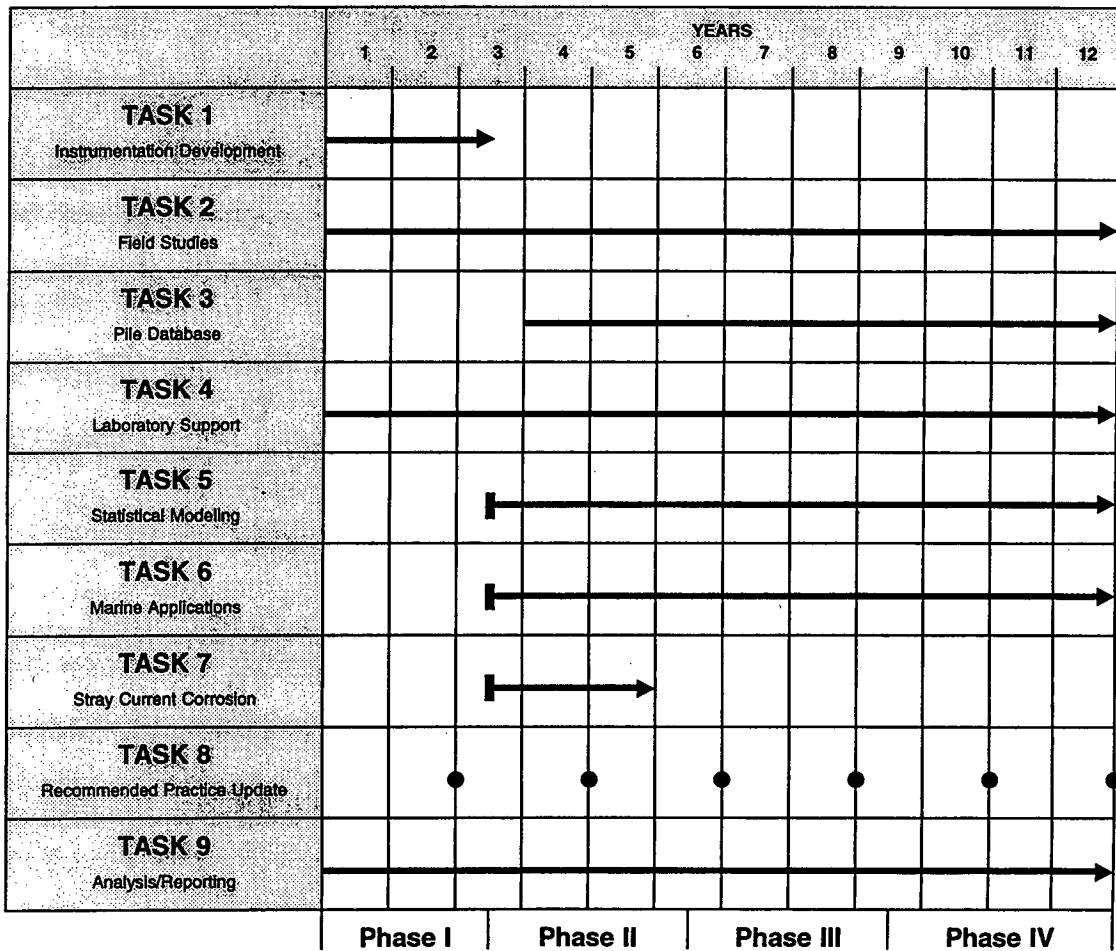 YEARS
1 2 3 4 5 6 7 8 9 10 11 12
TASK 1
Instrumentation Development
TASK 2
Field Studies
TASK 3
Pile Database
TASK 4
Laboratory Support
TASK 5
Statistical Modeling
TASK 6
Marine Applications
TASK 7
Stray Current Corrosion
TASK 8
Recommended Practice Update
TASK 9
Analysis/Reporting
Phase I Phase II Phase III Phase IV